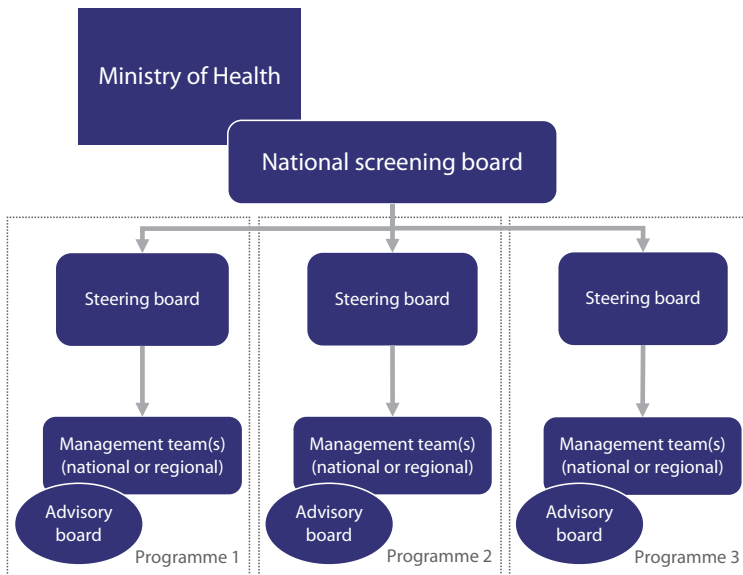 Ministry of Health
National screening board
Steering board
Steering board
Steering board
Management team(s)
(national or regional)
Management team(s)
(national or regional)
Management team(s)
(national or regional)
Advisory
board
Advisory
board
Advisory
board
Programme 1
Programme 2
Programme 3